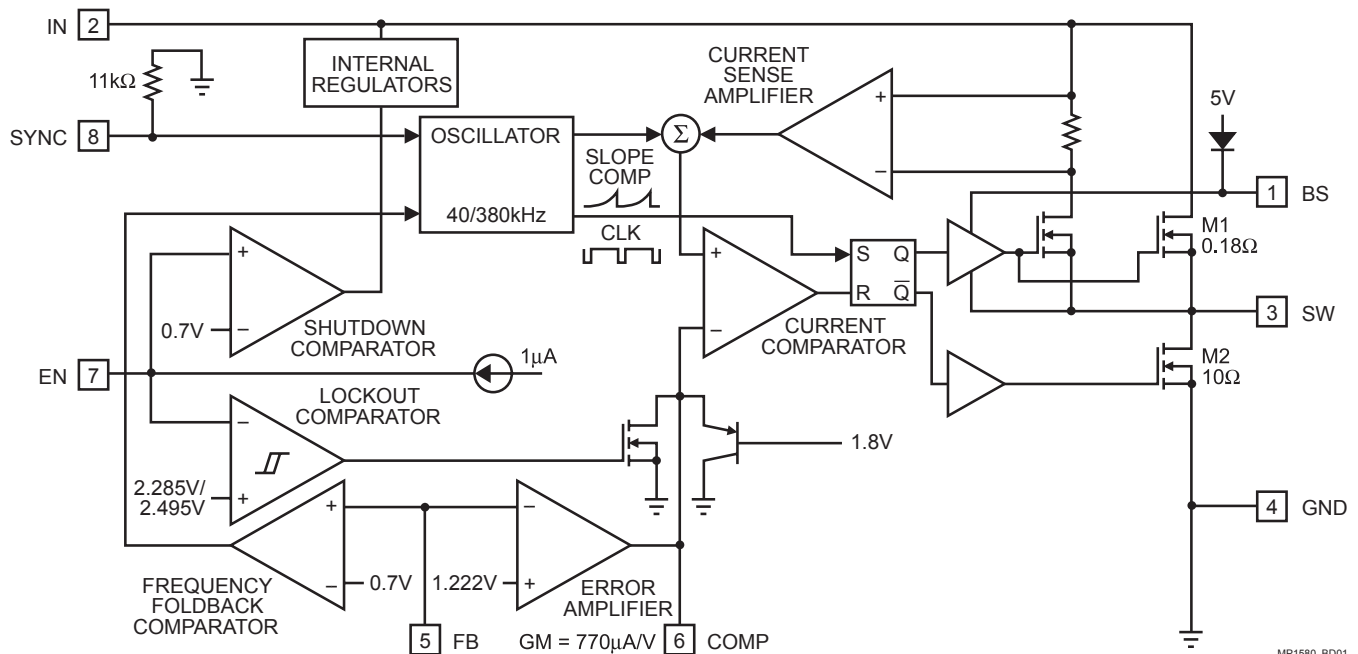 IN 2
INTERNAL
REGULATORS
11kΩ
SYNC 8
CURRENT
SENSE
AMPLIFIER
+
−
5V
OSCILLATOR
40/380kHz
Σ
SLOPE
COMP
CLK
1 BS
M1
0.18Ω
S Q
R Q̅
+
−
CURRENT
COMPARATOR
3 SW
M2
10Ω
+
0.7V −
SHUTDOWN
COMPARATOR
EN 7
1μA
LOCKOUT
COMPARATOR
−
2.285V/
2.495V
+
1.8V
4 GND
+
− 0.7V
FREQUENCY
FOLDBACK
COMPARATOR
−
1.222V +
ERROR
AMPLIFIER
5 FB
GM = 770μA/V 6 COMP
MP1580_BD01